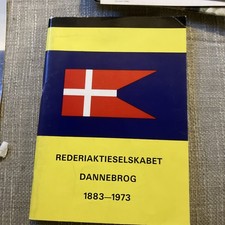 REDERIAKTIESELSKABET
DANNEBROG
1883—1973